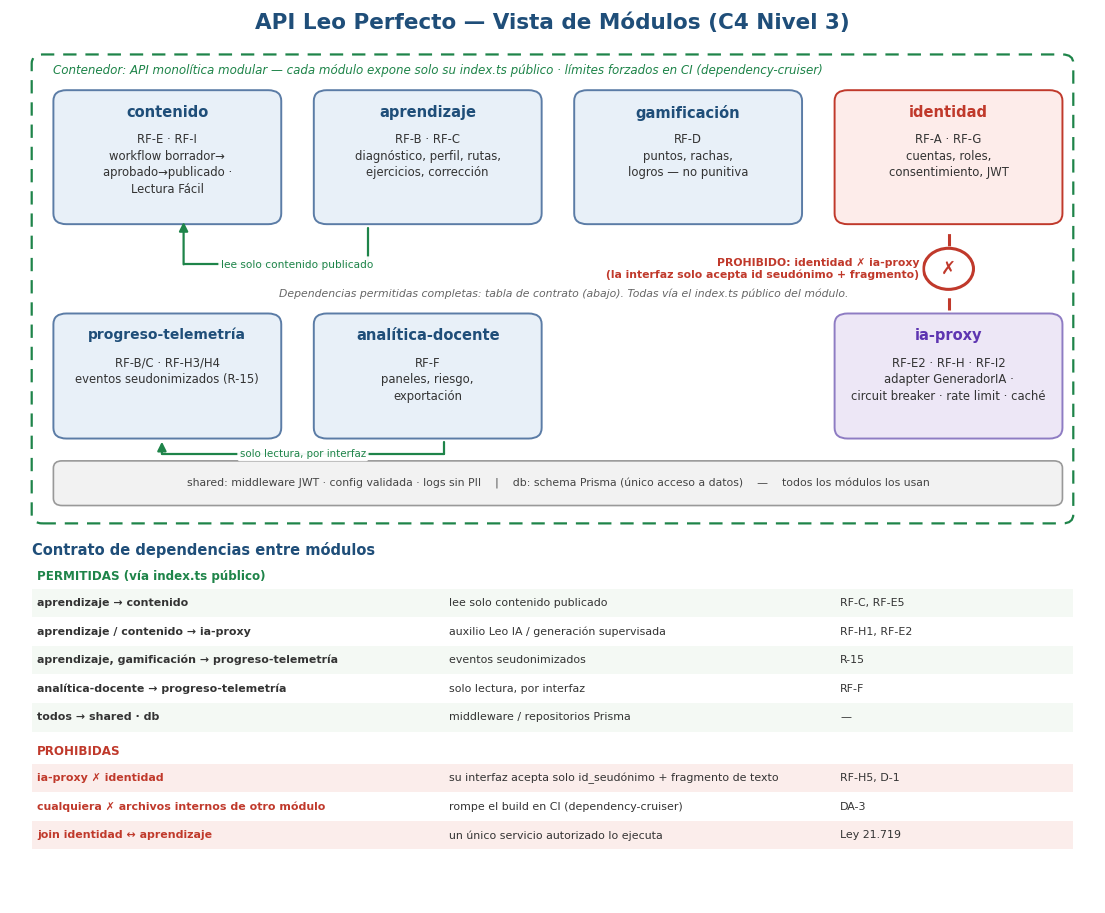 API Leo Perfecto — Vista de Módulos (C4 Nivel 3)
Contenedor: API monolítica modular — cada módulo expone solo su index.ts público · límites forzados en CI (dependency-cruiser)
contenido
RF-E · RF-I
workflow borrador→
aprobado→publicado ·
Lectura Fácil
aprendizaje
RF-B · RF-C
diagnóstico, perfil, rutas,
ejercicios, corrección
gamificación
RF-D
puntos, rachas,
logros — no punitiva
identidad
RF-A · RF-G
cuentas, roles,
consentimiento, JWT
lee solo contenido publicado
PROHIBIDO: identidad ✗ ia-proxy
(la interfaz solo acepta id seudónimo + fragmento)
✗
Dependencias permitidas completas: tabla de contrato (abajo). Todas vía el index.ts público del módulo.
progreso-telemetría
RF-B/C · RF-H3/H4
eventos seudonimizados (R-15)
analítica-docente
RF-F
paneles, riesgo,
exportación
ia-proxy
RF-E2 · RF-H · RF-I2
adapter GeneradorIA ·
circuit breaker · rate limit · caché
solo lectura, por interfaz
shared: middleware JWT · config validada · logs sin PII | db: schema Prisma (único acceso a datos) — todos los módulos los usan
Contrato de dependencias entre módulos
PERMITIDAS (vía index.ts público)
aprendizaje → contenido lee solo contenido publicado RF-C, RF-E5
aprendizaje / contenido → ia-proxy auxilio Leo IA / generación supervisada RF-H1, RF-E2
aprendizaje, gamificación → progreso-telemetría eventos seudonimizados R-15
analítica-docente → progreso-telemetría solo lectura, por interfaz RF-F
todos → shared · db middleware / repositorios Prisma —
PROHIBIDAS
ia-proxy ✗ identidad su interfaz acepta solo id_seudónimo + fragmento de texto RF-H5, D-1
cualquiera ✗ archivos internos de otro módulo rompe el build en CI (dependency-cruiser) DA-3
join identidad ↔ aprendizaje un único servicio autorizado lo ejecuta Ley 21.719